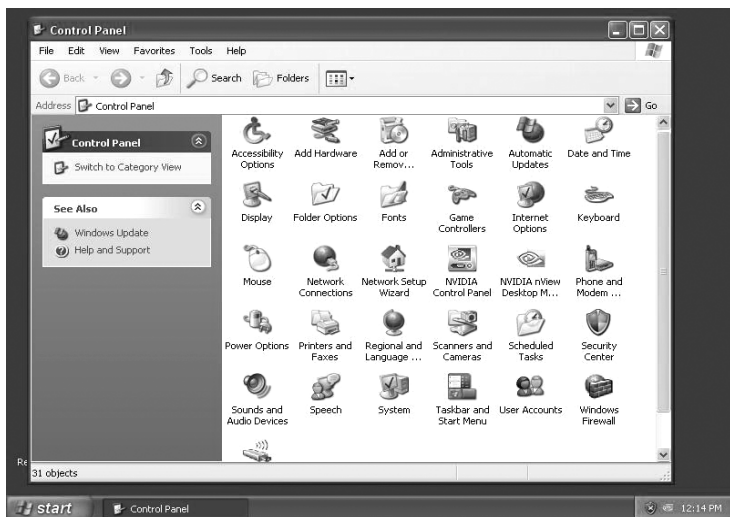 Control Panel
File Edit View Favorites Tools Help
Back Search Folders
Address Control Panel Go
Control Panel
Switch to Category View
See Also
Windows Update
Help and Support
Accessibility Options
Add Hardware
Add or Remov...
Administrative Tools
Automatic Updates
Date and Time
Display
Folder Options
Fonts
Game Controllers
Internet Options
Keyboard
Mouse
Network Connections
Network Setup Wizard
NVIDIA Control Panel
NVIDIA nView Desktop M...
Phone and Modem ...
Power Options
Printers and Faxes
Regional and Language ...
Scanners and Cameras
Scheduled Tasks
Security Center
Sounds and Audio Devices
Speech
System
Taskbar and Start Menu
User Accounts
Windows Firewall
Re
31 objects
start Control Panel 12:14 PM